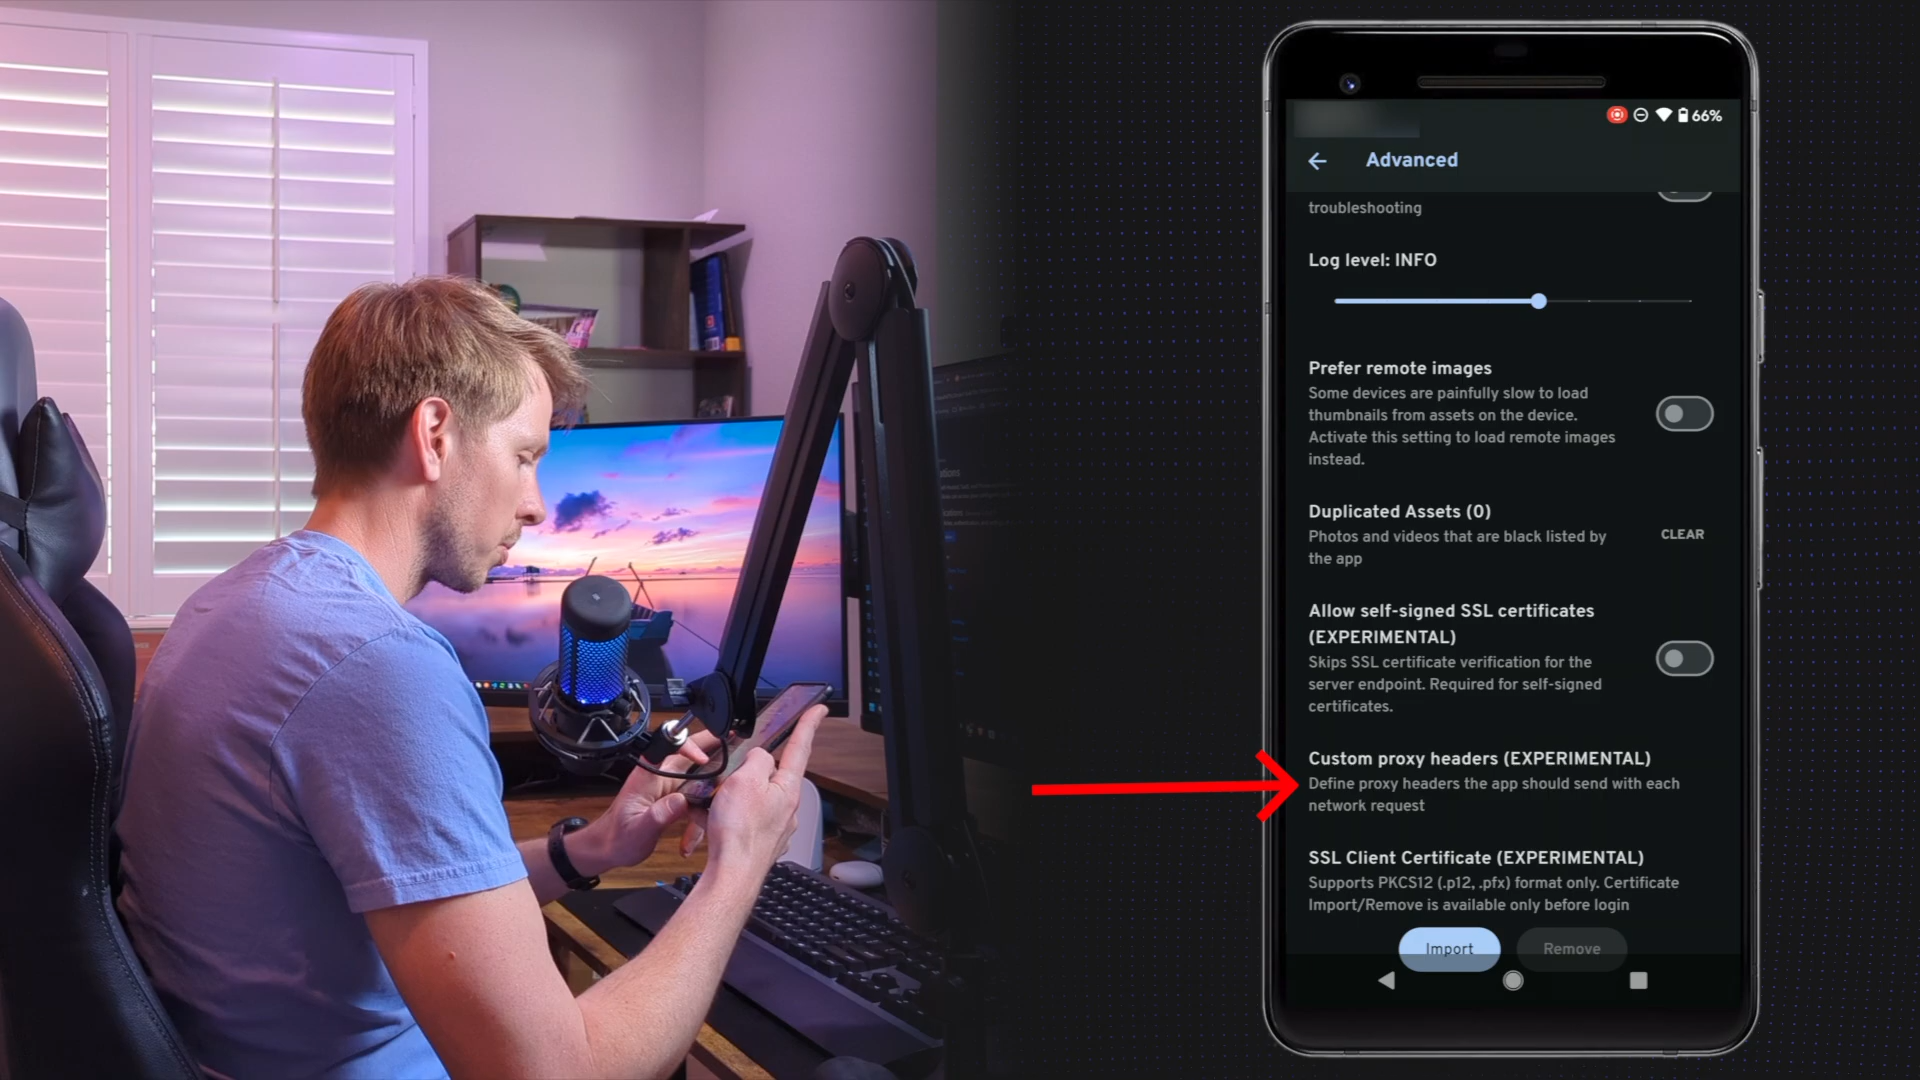 66%
Advanced
troubleshooting
Log level: INFO
Prefer remote images
Some devices are painfully slow to load
thumbnails from assets on the device.
Activate this setting to load remote images
instead.
Duplicated Assets (0)
Photos and videos that are black listed by
the app
CLEAR
Allow self-signed SSL certificates
(EXPERIMENTAL)
Skips SSL certificate verification for the
server endpoint. Required for self-signed
certificates.
Custom proxy headers (EXPERIMENTAL)
Define proxy headers the app should send with each
network request
SSL Client Certificate (EXPERIMENTAL)
Supports PKCS12 (.p12, .pfx) format only. Certificate
Import/Remove is available only before login
Import
Remove